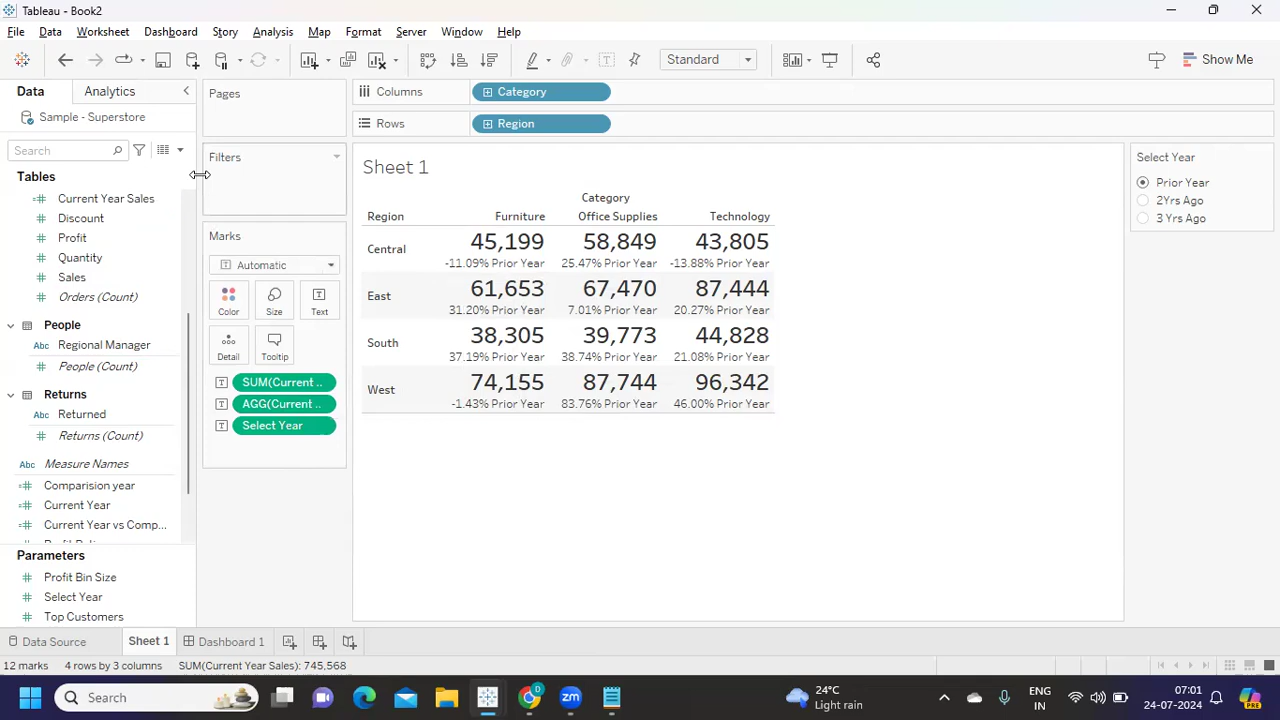 Tableau - Book2
File Data Worksheet Dashboard Story Analysis Map Format Server Window Help
Standard
Show Me
Data Analytics
Sample - Superstore
Search
Tables
Current Year Sales
Discount
Profit
Quantity
Sales
Orders (Count)
People
Abc Regional Manager
People (Count)
Returns
Abc Returned
Returns (Count)
Abc Measure Names
Comparision year
Current Year
Current Year vs Comp...
Parameters
Profit Bin Size
Select Year
Top Customers
Pages
Filters
Marks
Automatic
Color Size Text
Detail Tooltip
SUM(Current ..
AGG(Current ..
Select Year
Columns Category
Rows Region
Sheet 1
Category
Region Furniture Office Supplies Technology
Central 45,199 58,849 43,805
-11.09% Prior Year 25.47% Prior Year -13.88% Prior Year
East 61,653 67,470 87,444
31.20% Prior Year 7.01% Prior Year 20.27% Prior Year
South 38,305 39,773 44,828
37.19% Prior Year 38.74% Prior Year 21.08% Prior Year
West 74,155 87,744 96,342
-1.43% Prior Year 83.76% Prior Year 46.00% Prior Year
Select Year
Prior Year
2Yrs Ago
3 Yrs Ago
Data Source Sheet 1 Dashboard 1
12 marks 4 rows by 3 columns SUM(Current Year Sales): 745,568
Search
24°C
Light rain
ENG
IN
07:01
24-07-2024